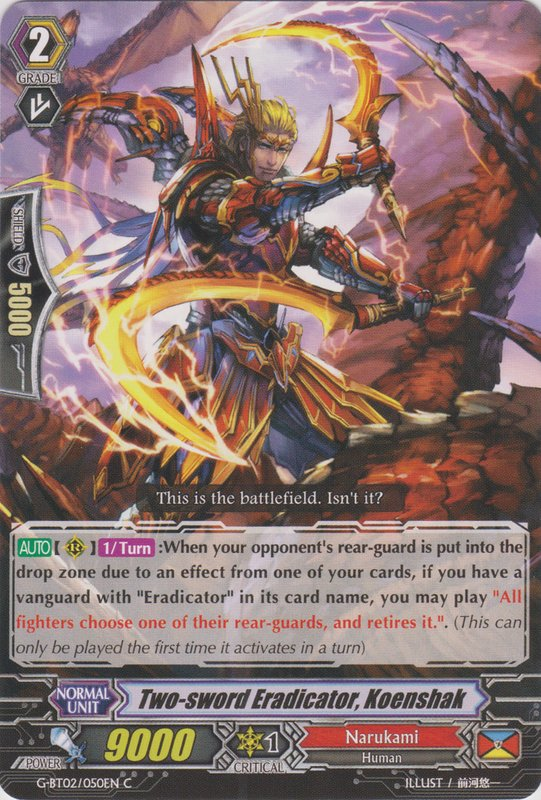 2
GRADE
SHIELD
5000
This is the battlefield. Isn't it?
AUTO【 R 】 1/Turn :When your opponent's rear-guard is put into the
drop zone due to an effect from one of your cards, if you have a
vanguard with "Eradicator" in its card name, you may play "All
fighters choose one of their rear-guards, and retires it.". (This can
only be played the first time it activates in a turn)
NORMAL
UNIT
Two-sword Eradicator, Koenshak
POWER
9000
1
CRITICAL
Narukami
Human
G-BT02/050EN C
ILLUST / 前河悠一